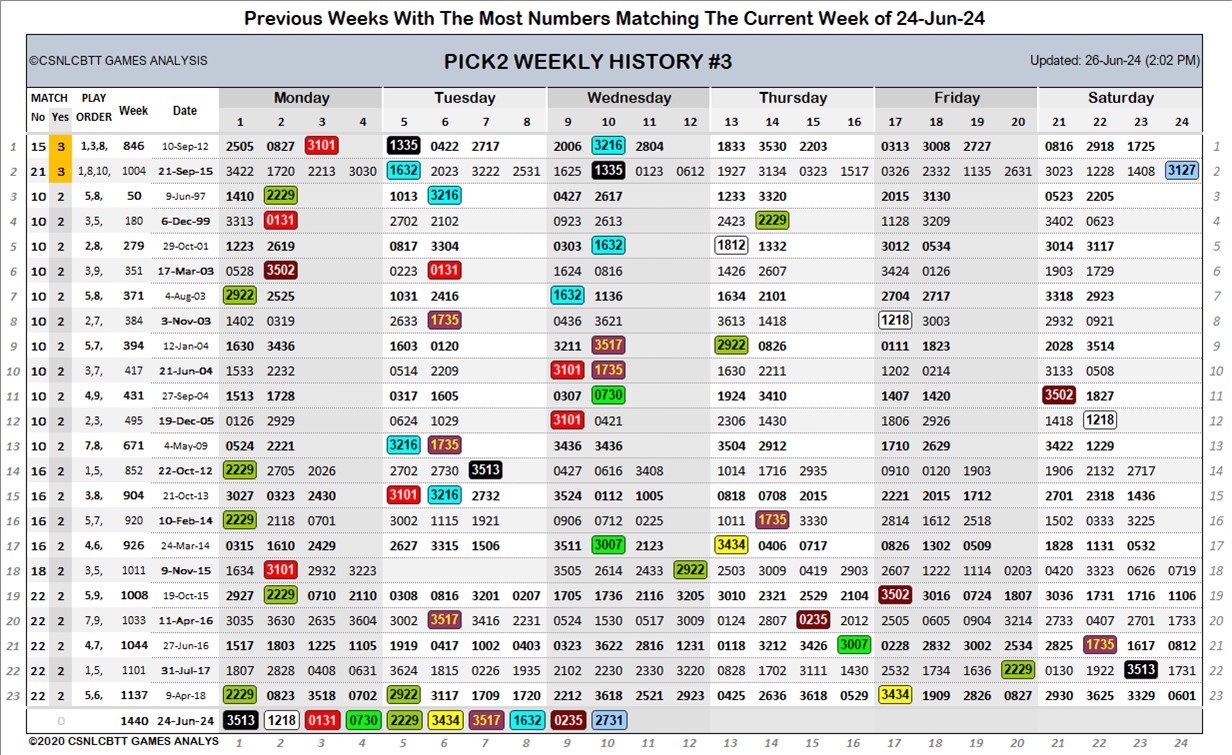 Previous Weeks With The Most Numbers Matching The Current Week of 24-Jun-24
©CSNLCBTT GAMES ANALYSIS PICK2 WEEKLY HISTORY #3 Updated: 26-Jun-24 (2:02 PM)
MATCH PLAY Week Date Monday Tuesday Wednesday Thursday Friday Saturday
No Yes ORDER 1 2 3 4 5 6 7 8 9 10 11 12 13 14 15 16 17 18 19 20 21 22 23 24
1 15 3 1,3,8, 846 10-Sep-12 2505 0827 3101 1335 0422 2717 2006 3216 2804 1833 3530 2203 0313 3008 2727 0816 2918 1725 1
2 21 3 1,8,10, 1004 21-Sep-15 3422 1720 2213 3030 1632 2023 3222 2531 1625 1335 0123 0612 1927 3134 0323 1517 0326 2332 1135 2631 3023 1228 1408 3127 2
3 10 2 5,8, 50 9-Jun-97 1410 2229 1013 3216 0427 2617 1233 3320 2015 3130 0523 2205 3
4 10 2 3,5, 180 6-Dec-99 3313 0131 2702 2102 0923 2613 2423 2229 1128 3209 3402 0623 4
5 10 2 2,8, 279 29-Oct-01 1223 2619 0817 3304 0303 1632 1812 1332 3012 0534 3014 3117 5
6 10 2 3,9, 351 17-Mar-03 0528 3502 0223 0131 1624 0816 1426 2607 3424 0126 1903 1729 6
7 10 2 5,8, 371 4-Aug-03 2922 2525 1031 2416 1632 1136 1634 2101 2704 2717 3318 2923 7
8 10 2 2,7, 384 3-Nov-03 1402 0319 2633 1735 0436 3621 3613 1418 1218 3003 2932 0921 8
9 10 2 5,7, 394 12-Jan-04 1630 3436 1603 0120 3211 3517 2922 0826 0111 1823 2028 3514 9
10 10 2 3,7, 417 21-Jun-04 1533 2232 0514 2209 3101 1735 1630 2211 1202 0214 3133 0508 10
11 10 2 4,9, 431 27-Sep-04 1513 1728 0317 1605 0307 0730 1924 3410 1407 1420 3502 1827 11
12 10 2 2,3, 495 19-Dec-05 0126 2929 0624 1029 3101 0421 2306 1430 1806 2926 1418 1218 12
13 10 2 7,8, 671 4-May-09 0524 2221 3216 1735 3436 3436 3504 2912 1710 2629 3422 1229 13
14 16 2 1,5, 852 22-Oct-12 2229 2705 2026 2702 2730 3513 0427 0616 3408 1014 1716 2935 0910 0120 1903 1906 2132 2717 14
15 16 2 3,8, 904 21-Oct-13 3027 0323 2430 3101 3216 2732 3524 0112 1005 0818 0708 2015 2221 2015 1712 2701 2318 1436 15
16 16 2 5,7, 920 10-Feb-14 2229 2118 0701 3002 1115 1921 0906 0712 0225 1011 1735 3330 2814 1612 2518 1502 0333 3225 16
17 16 2 4,6, 926 24-Mar-14 0315 1610 2429 2627 3315 1506 3511 3007 2123 3434 0406 0717 0826 1302 0509 1828 1131 0532 17
18 18 2 3,5, 1011 9-Nov-15 1634 3101 2932 3223 3505 2614 2433 2922 2503 3009 0418 2903 2607 1222 1114 0203 0420 3323 0626 0719 18
19 22 2 5,9, 1008 19-Oct-15 2927 2229 0710 2110 0308 0816 3201 0207 1705 1736 2116 3205 3010 2321 2529 2104 3502 3016 0724 1807 3036 1731 1716 1106 19
20 22 2 7,9, 1033 11-Apr-16 3035 3630 2635 3604 3002 3517 3416 2231 0524 1530 0517 3009 0124 2807 0235 2012 2505 0605 0904 3214 2733 0407 2701 1733 20
21 22 2 4,7, 1044 27-Jun-16 1517 1803 1225 1105 1819 0417 1002 0403 0323 3622 2816 3231 0118 3212 3426 3007 0228 2832 3002 2534 2825 1735 1617 0812 21
22 22 2 1,5, 1101 31-Jul-17 1807 2828 0408 0631 3624 1815 0226 1935 2102 2230 2330 3220 0828 1702 3111 1430 2532 1734 1636 2229 0130 1922 3513 1731 22
23 22 2 5,6, 1137 9-Apr-18 2229 0823 3518 0702 2922 3117 1709 1720 2212 3618 2521 2923 0425 2636 3618 0529 3434 1909 2826 0827 2930 3625 3329 0601 23
0 1440 24-Jun-24 3513 1218 0131 0730 2229 3434 3517 1632 0235 2731
©2020 CSNLCBTT GAMES ANALYS 1 2 3 4 5 6 7 8 9 10 11 12 13 14 15 16 17 18 19 20 21 22 23 24